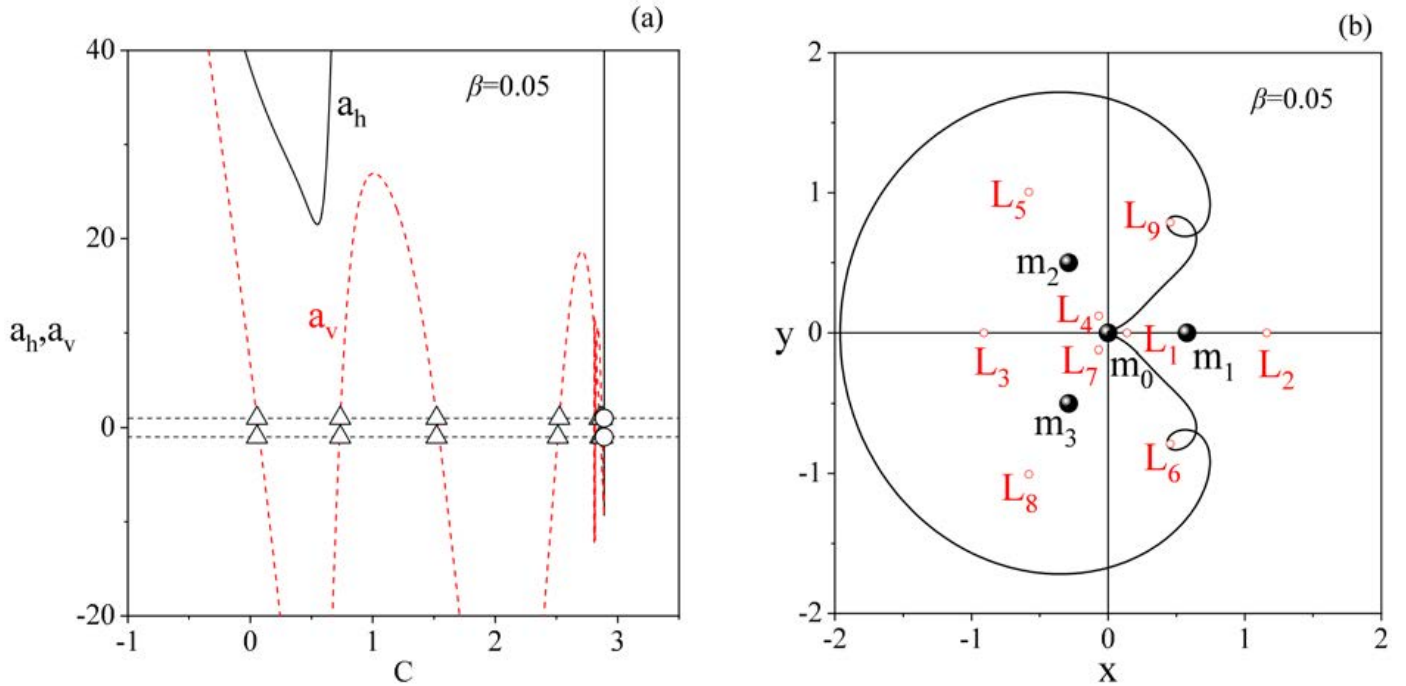 (a)
40
20
0
-20
a_h,a_v
β=0.05
a_h
a_v
-1 0 1 2 3
C
(b)
2
1
0
-1
-2
y
β=0.05
L_5
L_9
m_2
L_4
L_3
L_7
m_0
L_1
m_1
L_2
m_3
L_6
L_8
-2 -1 0 1 2
x